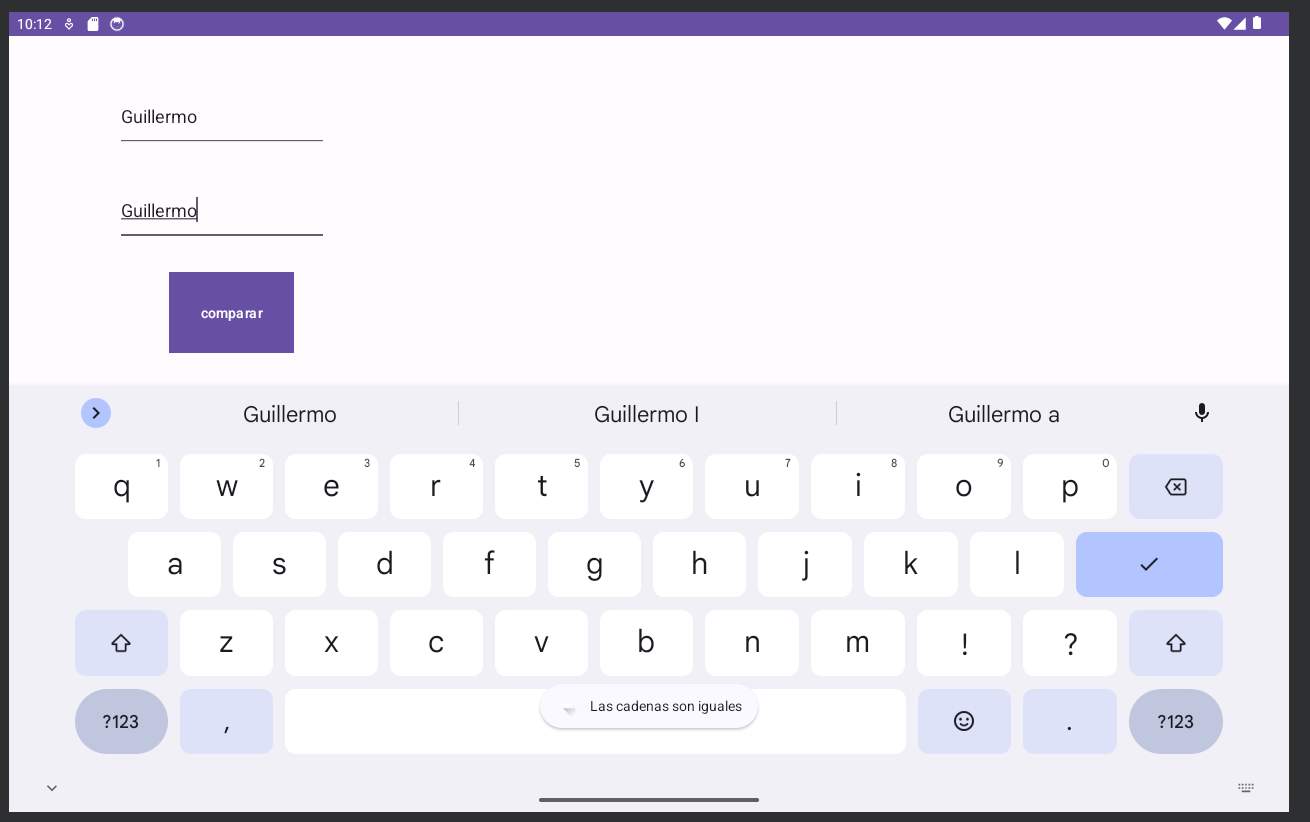 10:12
Guillermo
Guillermo
comparar
Guillermo Guillermo I Guillermo a
q 1 w 2 e 3 r 4 t 5 y 6 u 7 i 8 o 9 p 0
a s d f g h j k l
z x c v b n m ! ?
?123 , Las cadenas son iguales . ?123